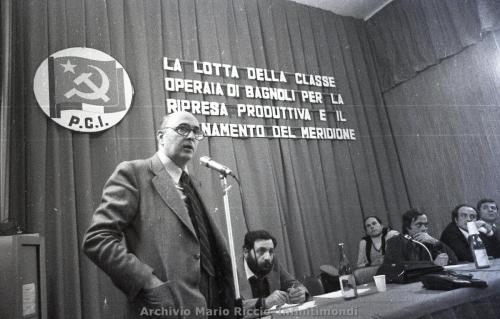 LA LOTTA DELLA CLASSE
OPERAIA DI BAGNOLI PER LA
RIPRESA PRODUTTIVA E IL
NAMENTO DEL MERIDIONE
P.C.I.
Archivio Mario Riccio